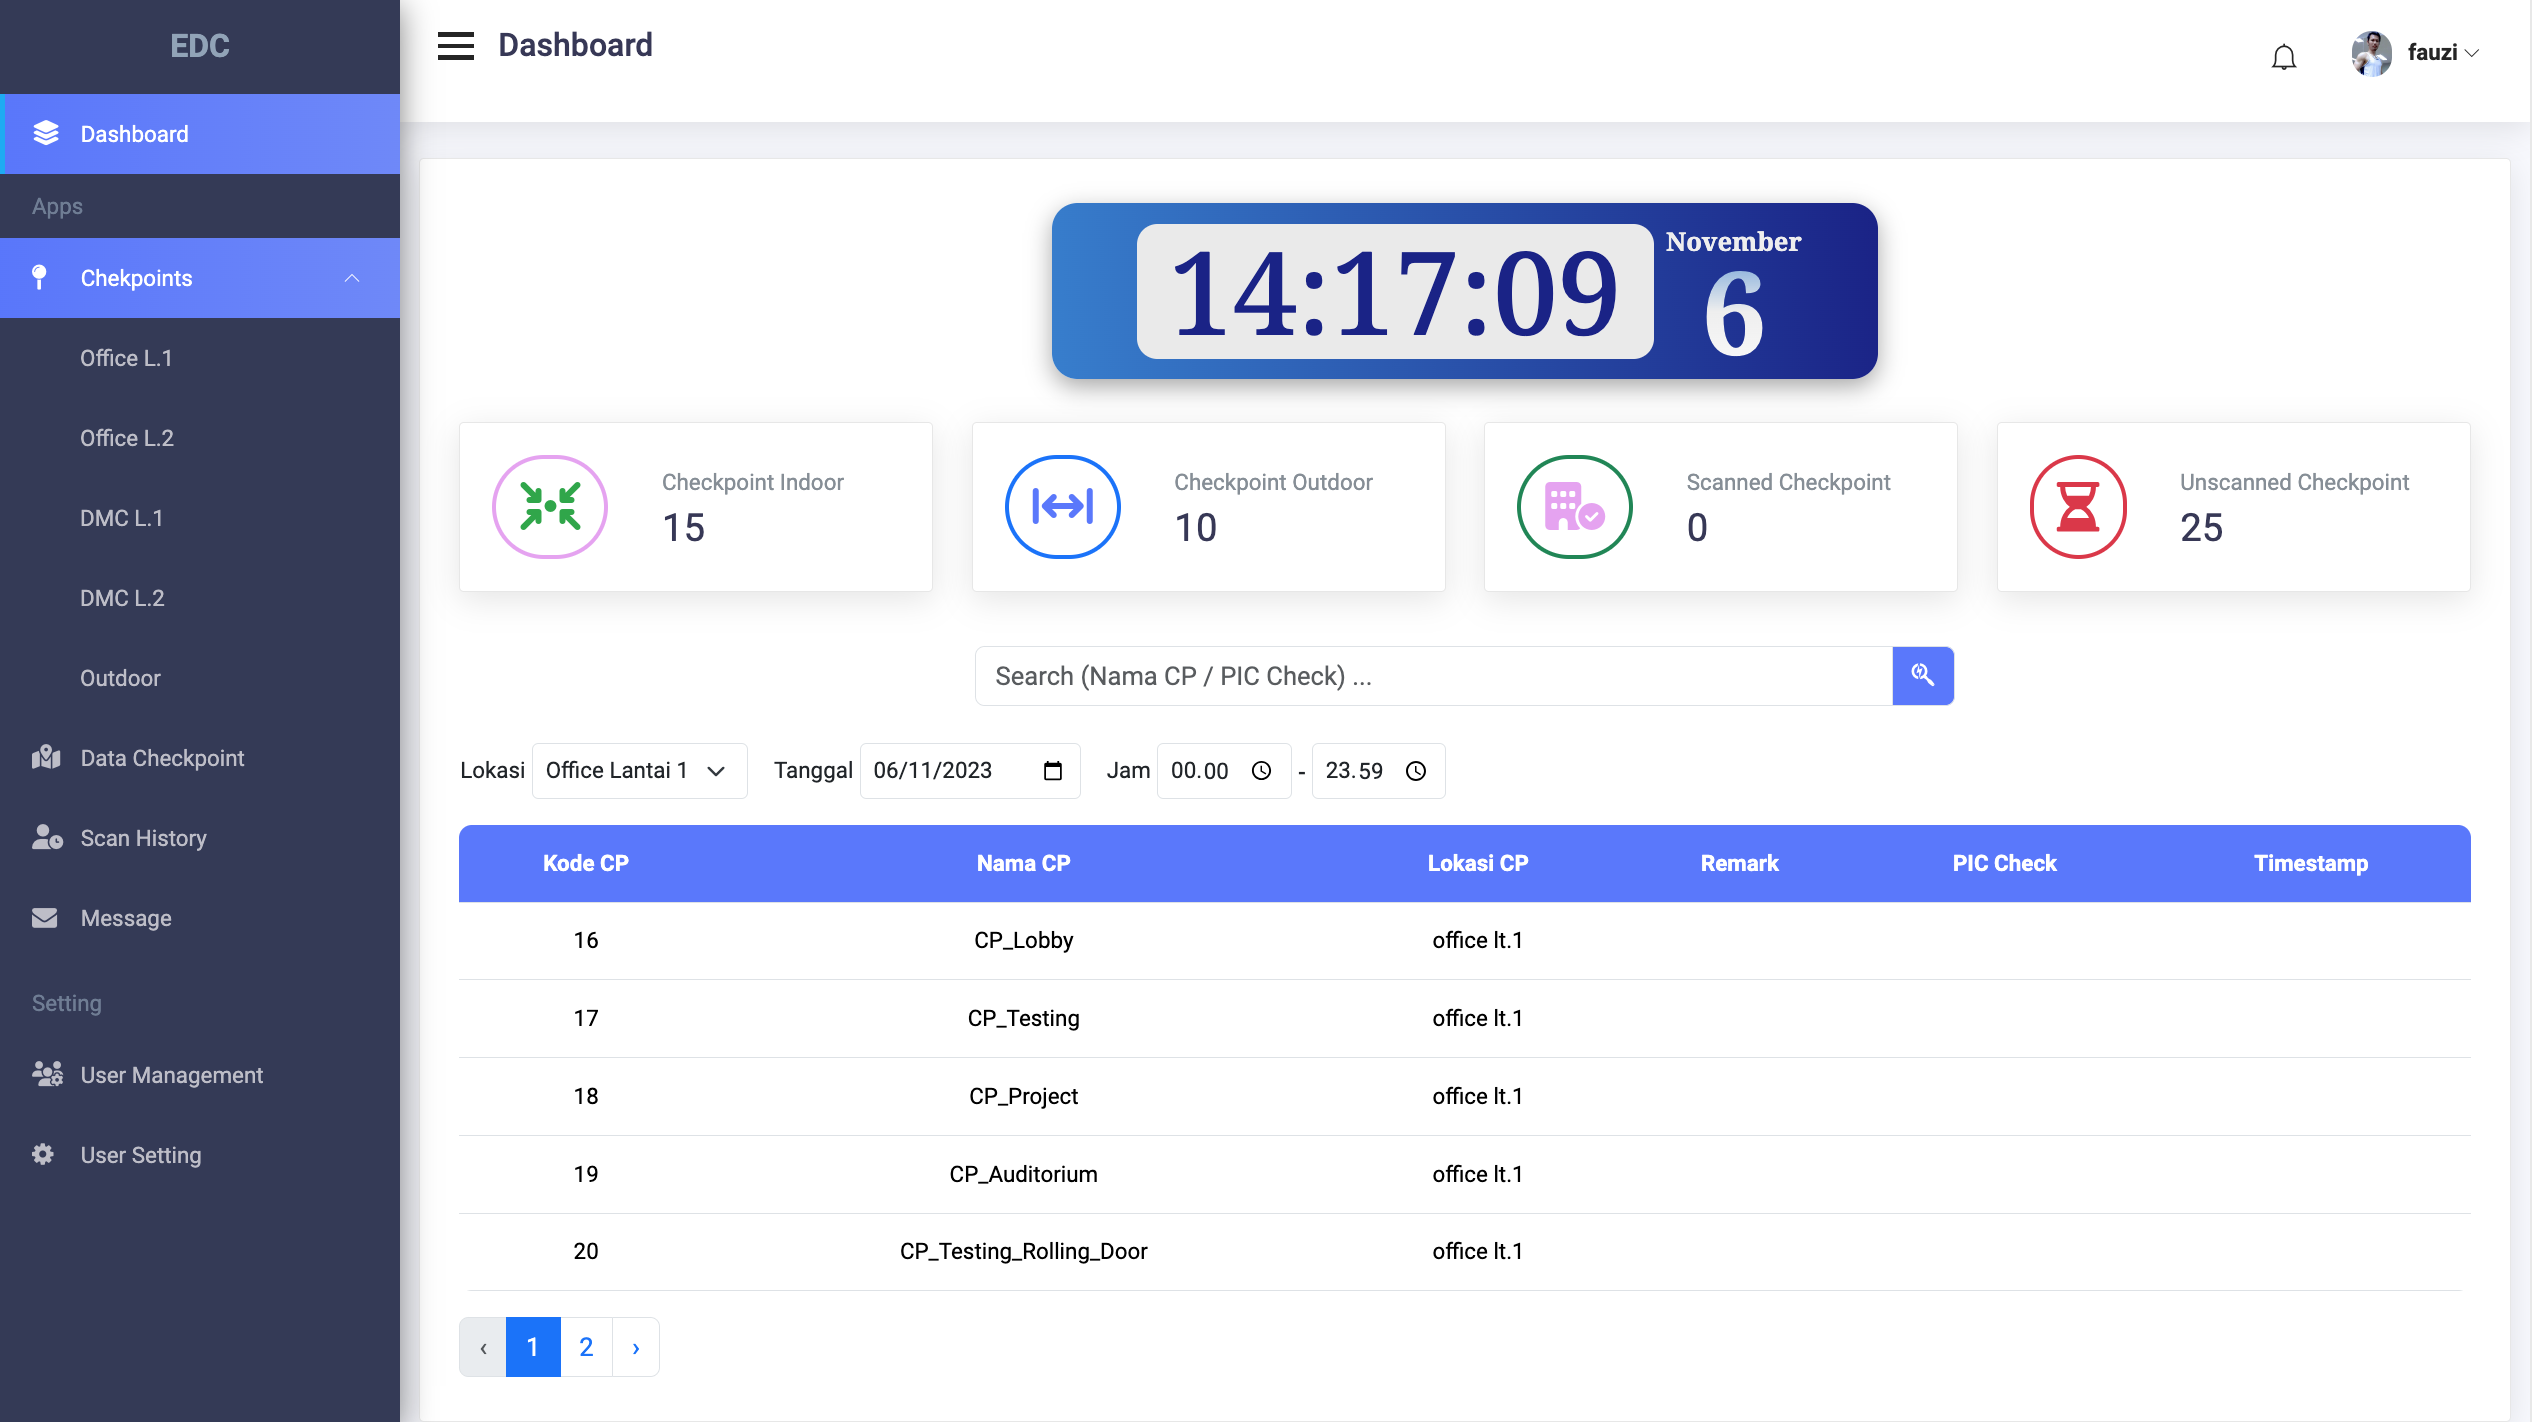 EDC
Dashboard
Apps
Chekpoints
Office L.1
Office L.2
DMC L.1
DMC L.2
Outdoor
Data Checkpoint
Scan History
Message
Setting
User Management
User Setting
Dashboard
fauzi
14:17:09
November
6
Checkpoint Indoor
15
Checkpoint Outdoor
10
Scanned Checkpoint
0
Unscanned Checkpoint
25
Search (Nama CP / PIC Check) ...
Lokasi Office Lantai 1 Tanggal 06/11/2023 Jam 00.00 - 23.59
Kode CP Nama CP Lokasi CP Remark PIC Check Timestamp
16 CP_Lobby office lt.1
17 CP_Testing office lt.1
18 CP_Project office lt.1
19 CP_Auditorium office lt.1
20 CP_Testing_Rolling_Door office lt.1
‹ 1 2 ›